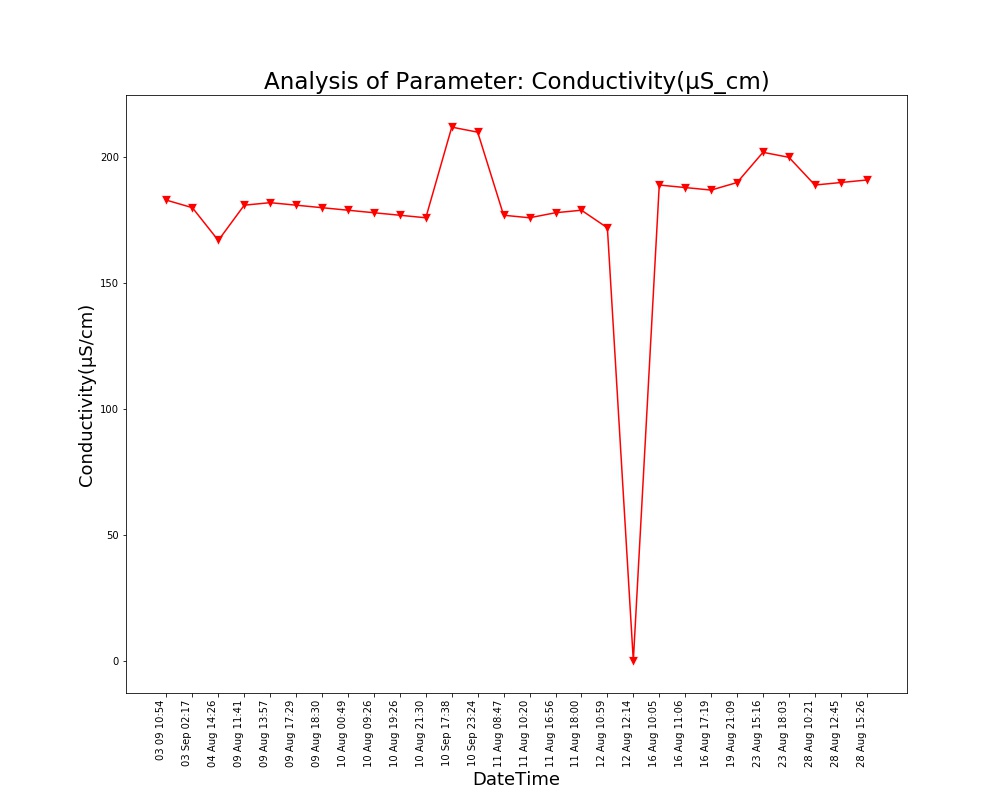 Analysis of Parameter: Conductivity(μS_cm)
Conductivity(μS/cm)
200
150
100
50
0
03 09 10:54
03 Sep 02:17
04 Aug 14:26
09 Aug 11:41
09 Aug 13:57
09 Aug 17:29
09 Aug 18:30
10 Aug 00:49
10 Aug 09:26
10 Aug 19:26
10 Aug 21:30
10 Sep 17:38
10 Sep 23:24
11 Aug 08:47
11 Aug 10:20
11 Aug 16:56
11 Aug 18:00
12 Aug 10:59
12 Aug 12:14
16 Aug 10:05
16 Aug 11:06
16 Aug 17:19
19 Aug 21:09
23 Aug 15:16
23 Aug 18:03
28 Aug 10:21
28 Aug 12:45
28 Aug 15:26
DateTime